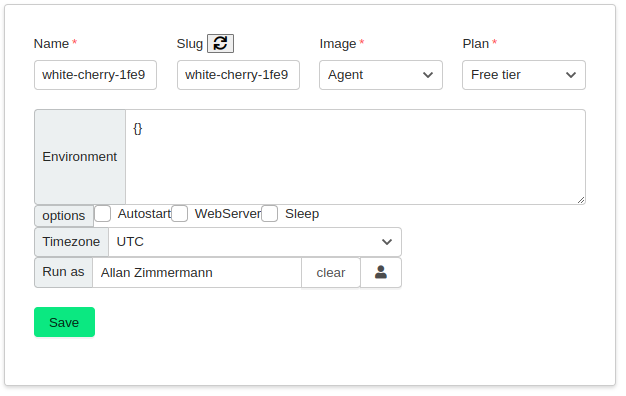 Name * Slug Image * Plan *
white-cherry-1fe9 white-cherry-1fe9 Agent Free tier
Environment {}
options Autostart WebServer Sleep
Timezone UTC
Run as Allan Zimmermann clear
Save